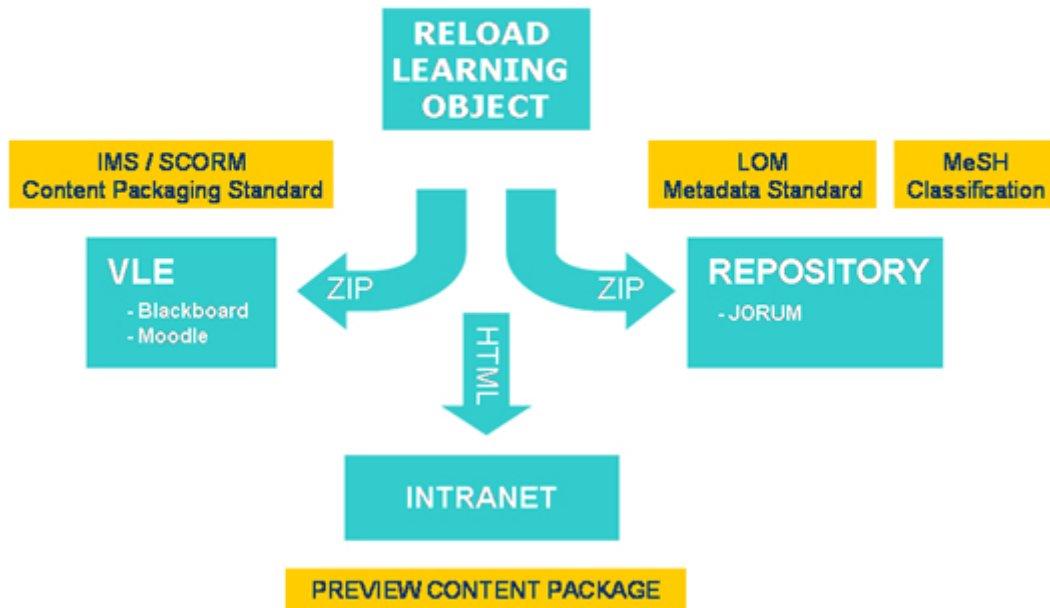 RELOAD
LEARNING
OBJECT
IMS / SCORM
Content Packaging Standard
LOM
Metadata Standard
MeSH
Classification
VLE
- Blackboard
- Moodle
ZIP
ZIP
REPOSITORY
- JORUM
HTML
INTRANET
PREVIEW CONTENT PACKAGE